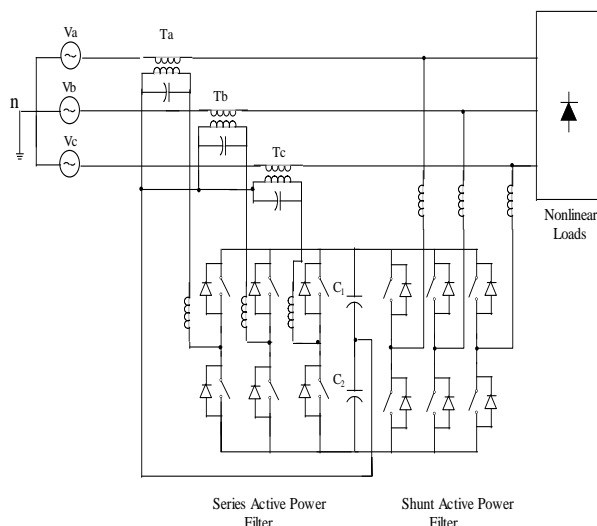 Va
Ta
Vb
Tb
n
Vc
Tc
Nonlinear
Loads
C1
C2
Series Active Power
Filter
Shunt Active Power
Filter